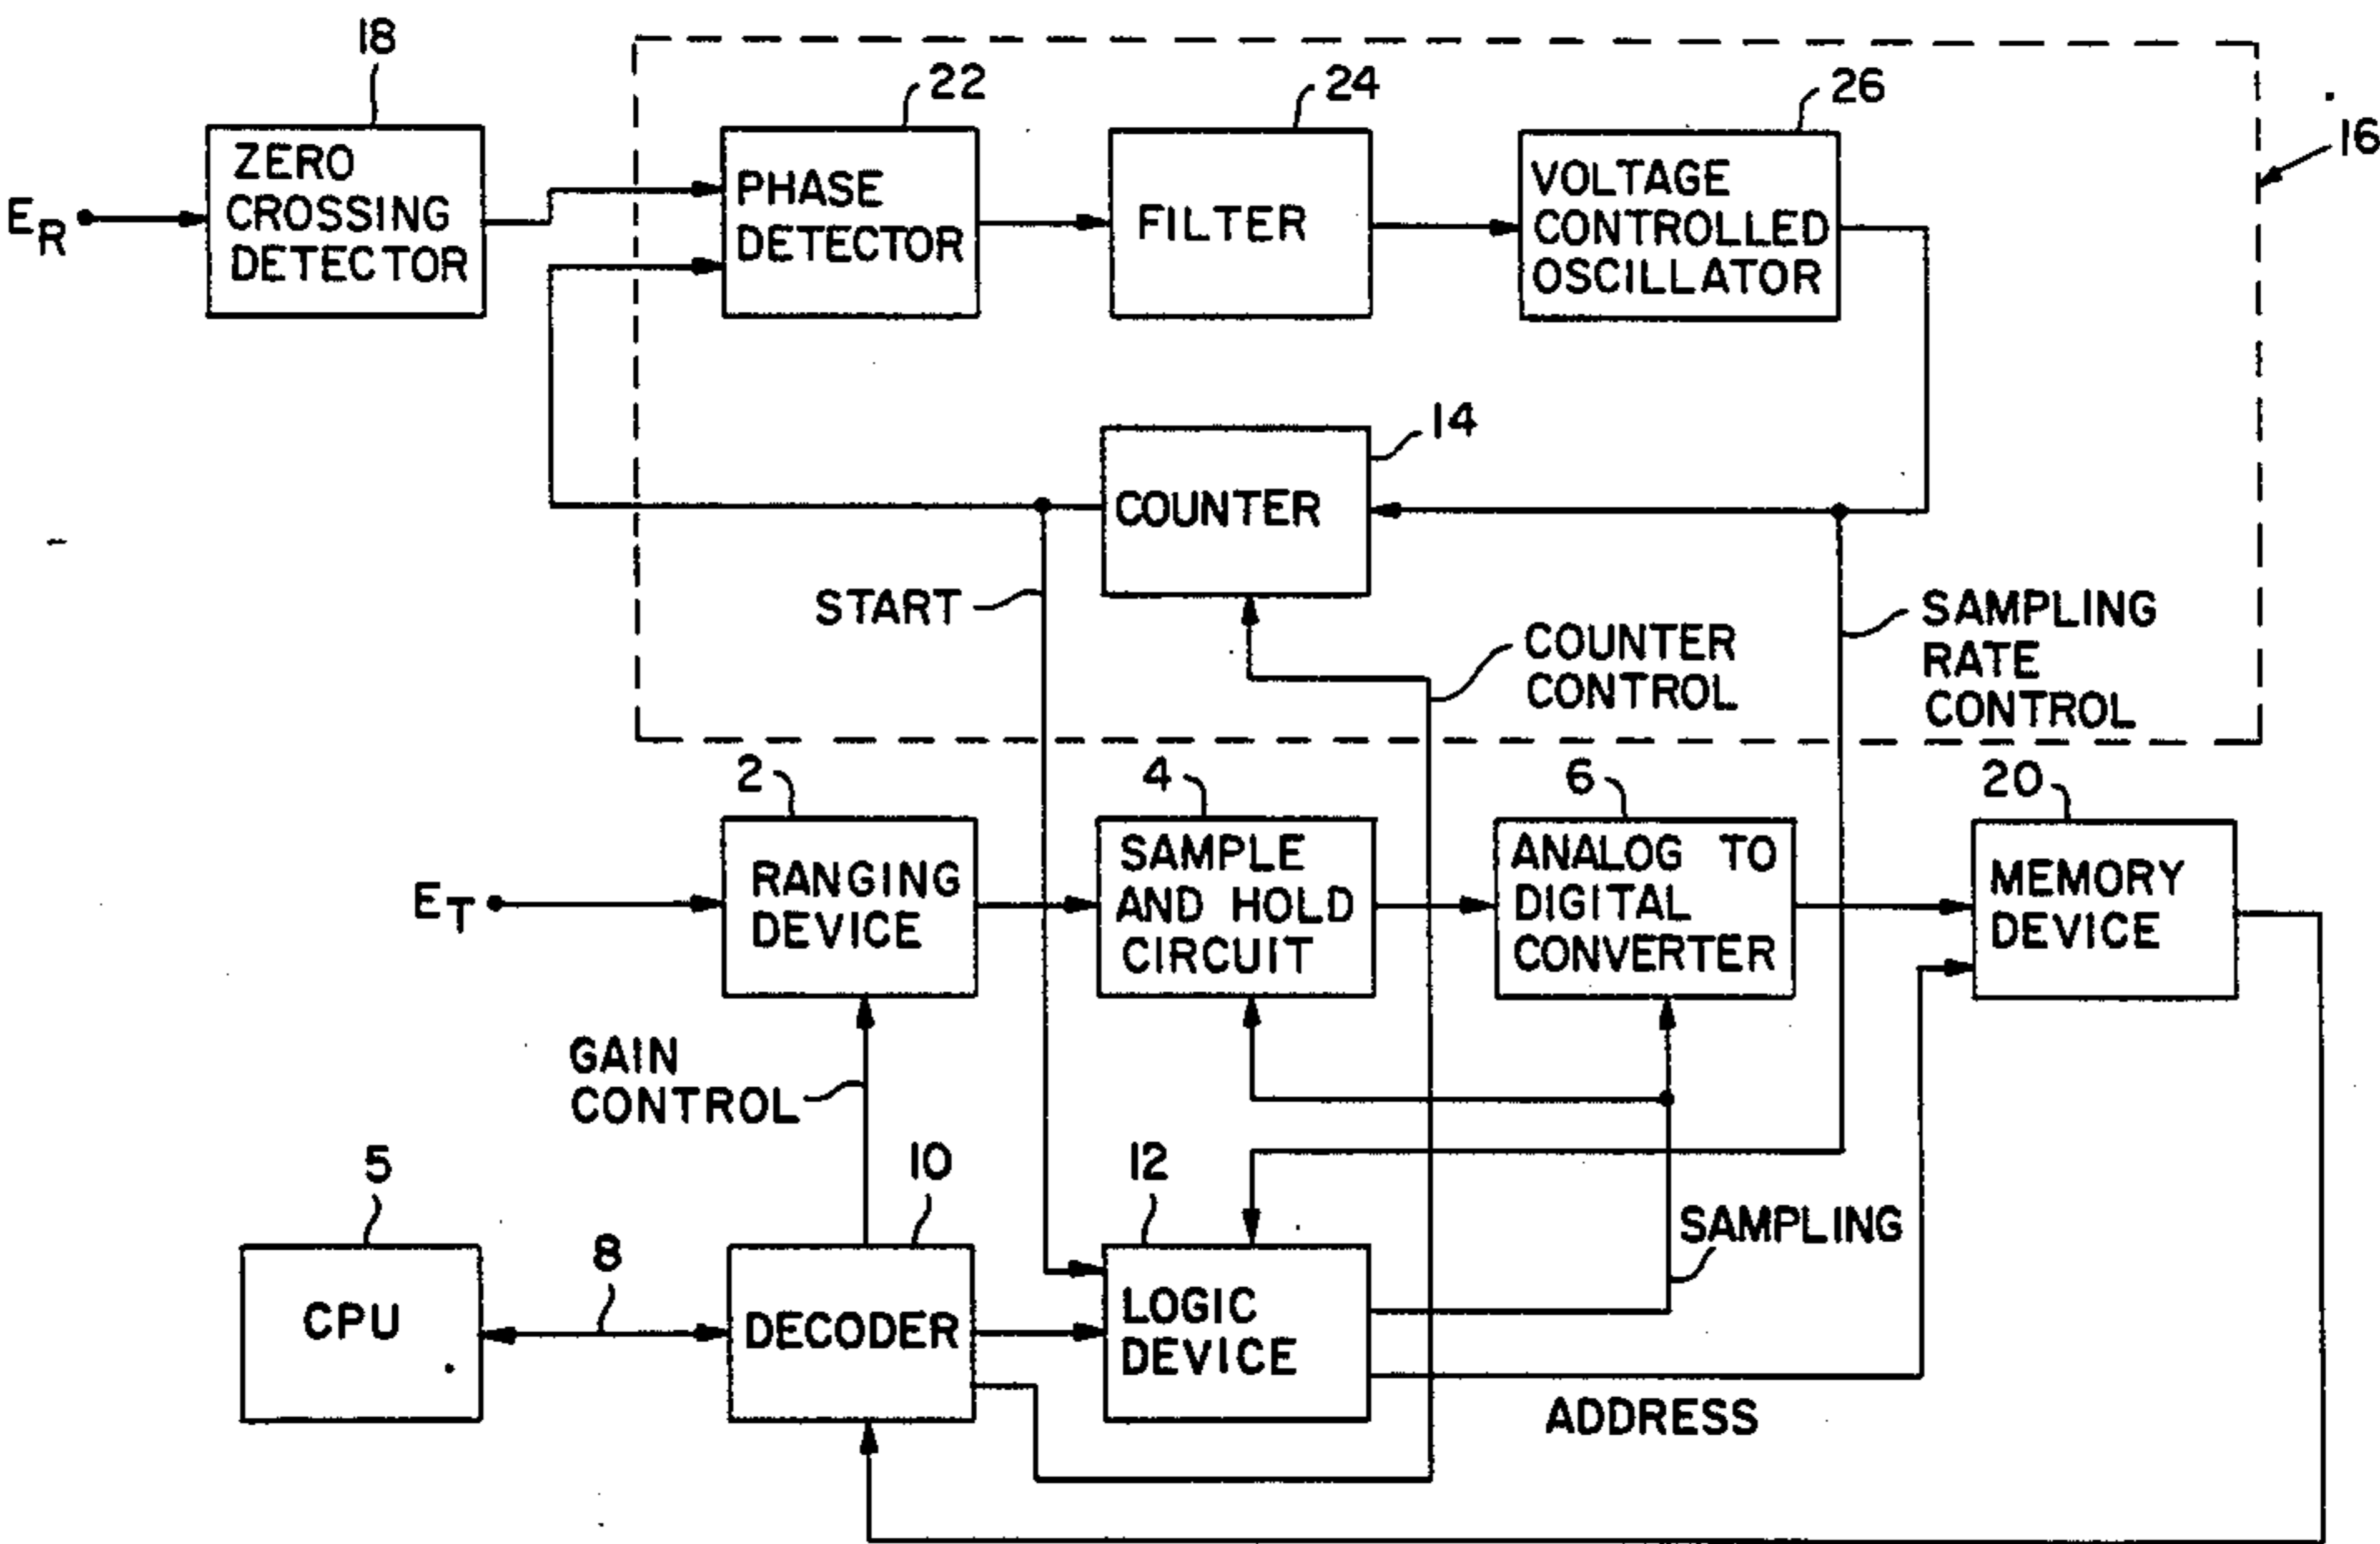 18
22
24
26
16
ZERO
CROSSING
DETECTOR
PHASE
DETECTOR
FILTER
VOLTAGE
CONTROLLED
OSCILLATOR
E_R
14
COUNTER
START
COUNTER
CONTROL
SAMPLING
RATE
CONTROL
2
4
6
20
RANGING
DEVICE
SAMPLE
AND HOLD
CIRCUIT
ANALOG TO
DIGITAL
CONVERTER
MEMORY
DEVICE
E_T
GAIN
CONTROL
5
8
10
12
SAMPLING
CPU
DECODER
LOGIC
DEVICE
ADDRESS